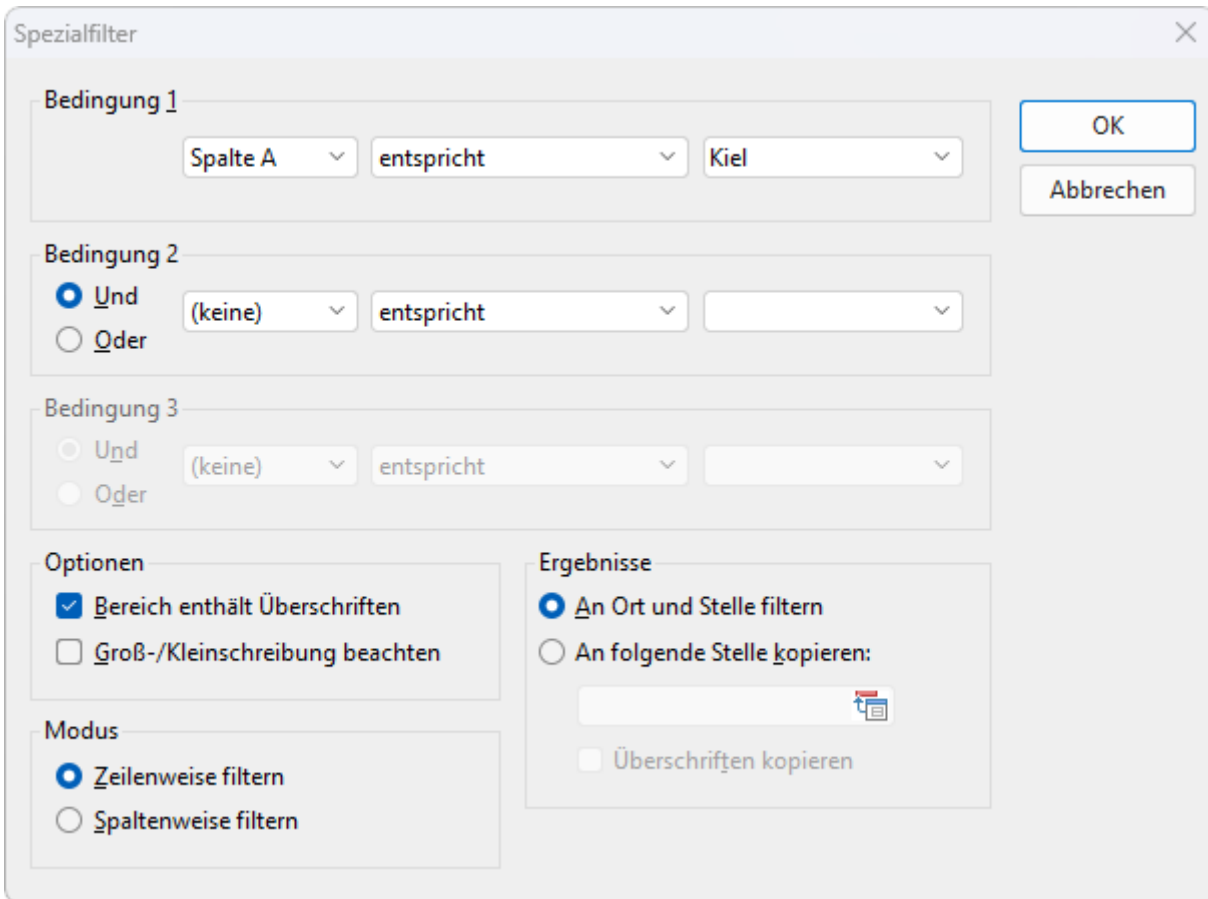 Spezialfilter
Bedingung 1
Spalte A entspricht Kiel
OK
Abbrechen
Bedingung 2
Und
Oder
(keine) entspricht
Bedingung 3
Und
Oder
(keine) entspricht
Optionen
Bereich enthält Überschriften
Groß-/Kleinschreibung beachten
Modus
Zeilenweise filtern
Spaltenweise filtern
Ergebnisse
An Ort und Stelle filtern
An folgende Stelle kopieren:
Überschriften kopieren